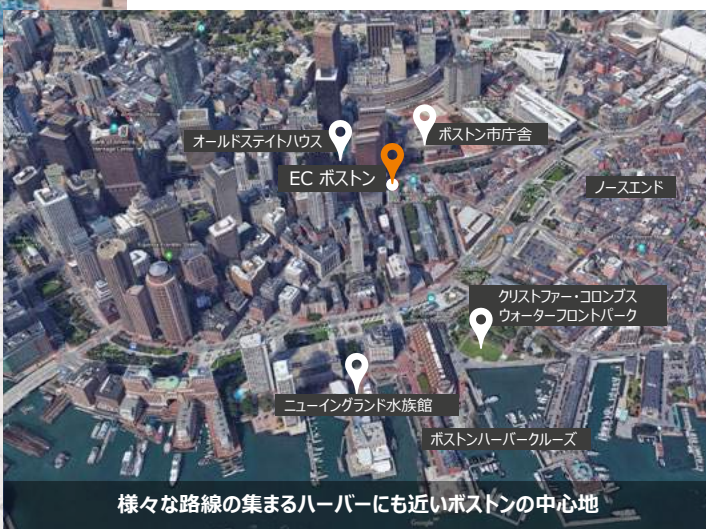 オールドステイトハウス
ボストン市庁舎
EC ボストン
ノースエンド
クリストファー・コロンブス
ウォーターフロントパーク
ニューイングランド水族館
ボストンハーバークルーズ
様々な路線の集まるハーバーにも近いボストンの中心地
Google